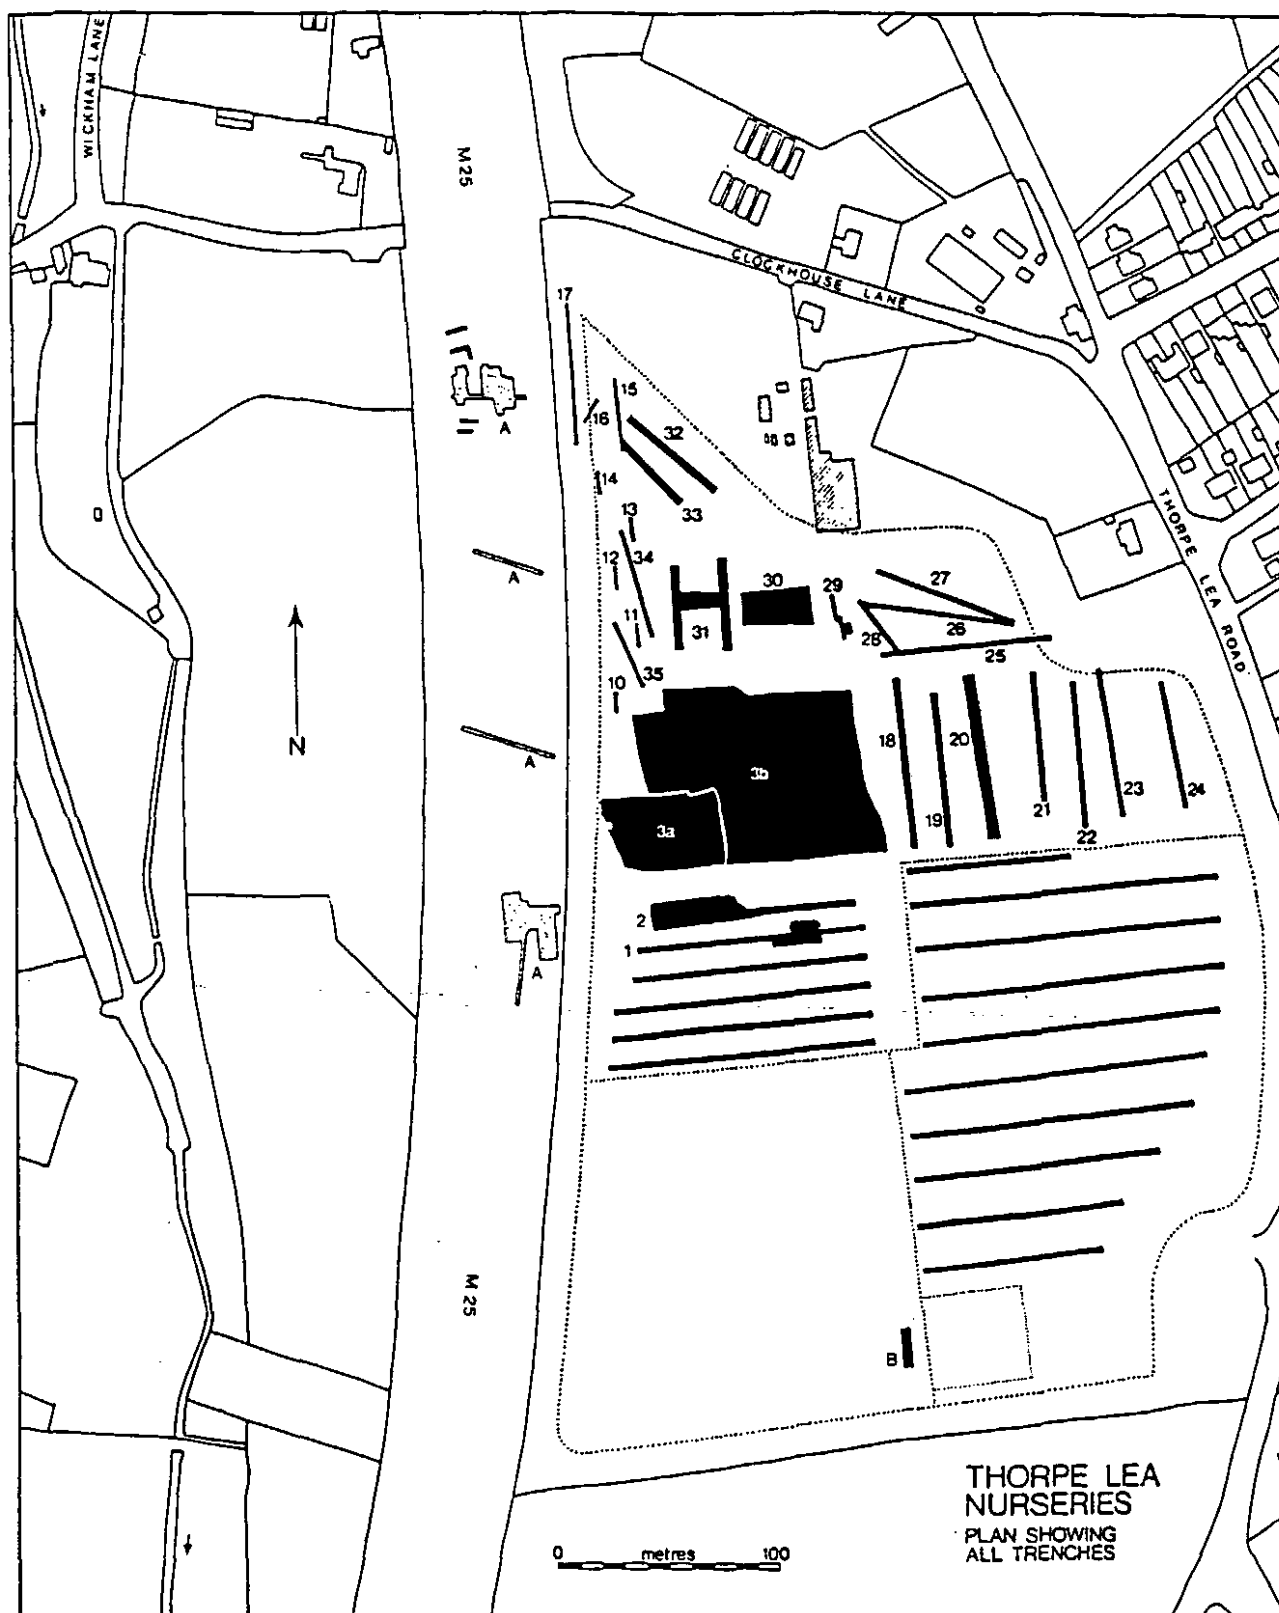 WICKHAM LANE
M25
CLOCKHOUSE LANE
17
15
16
A
32
14
33
13
THORPE LEA ROAD
34
12
A
30
29
27
11
31
28
26
25
35
10
N
18
20
A
3b
19
21
22
23
24
3a
2
1
A
M25
B
THORPE LEA
NURSERIES
PLAN SHOWING
ALL TRENCHES
0 metres 100